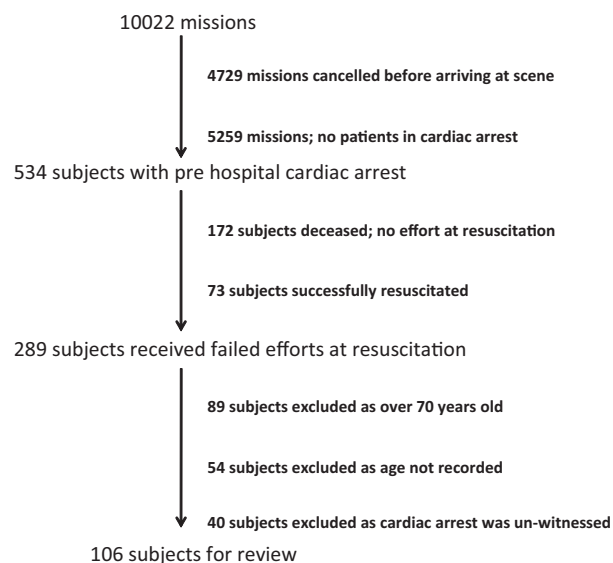 10022 missions
4729 missions cancelled before arriving at scene
5259 missions; no patients in cardiac arrest
534 subjects with pre hospital cardiac arrest
172 subjects deceased; no effort at resuscitation
73 subjects successfully resuscitated
289 subjects received failed efforts at resuscitation
89 subjects excluded as over 70 years old
54 subjects excluded as age not recorded
40 subjects excluded as cardiac arrest was un-witnessed
106 subjects for review